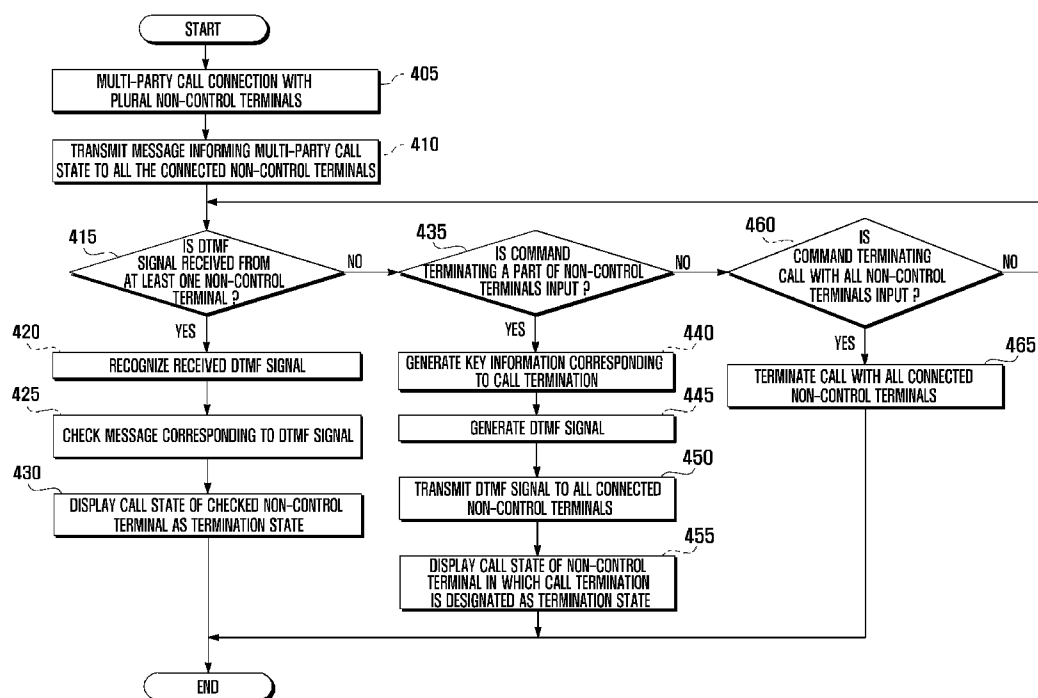 START
MULTI-PARTY CALL CONNECTION WITH
PLURAL NON-CONTROL TERMINALS
405
TRANSMIT MESSAGE INFORMING MULTI-PARTY CALL
STATE TO ALL THE CONNECTED NON-CONTROL TERMINALS
410
415
IS DTMF
SIGNAL RECEIVED FROM
AT LEAST ONE NON-CONTROL
TERMINAL ?
NO
YES
435
IS COMMAND
TERMINATING A PART OF NON-CONTROL
TERMINALS INPUT ?
NO
YES
460
IS
COMMAND TERMINATING
CALL WITH ALL NON-CONTROL
TERMINALS INPUT ?
NO
YES
420
RECOGNIZE RECEIVED DTMF SIGNAL
425
CHECK MESSAGE CORRESPONDING TO DTMF SIGNAL
430
DISPLAY CALL STATE OF CHECKED NON-CONTROL
TERMINAL AS TERMINATION STATE
440
GENERATE KEY INFORMATION CORRESPONDING
TO CALL TERMINATION
445
GENERATE DTMF SIGNAL
450
TRANSMIT DTMF SIGNAL TO ALL CONNECTED
NON-CONTROL TERMINALS
455
DISPLAY CALL STATE OF NON-CONTROL
TERMINAL IN WHICH CALL TERMINATION
IS DESIGNATED AS TERMINATION STATE
465
TERMINATE CALL WITH ALL CONNECTED
NON-CONTROL TERMINALS
END